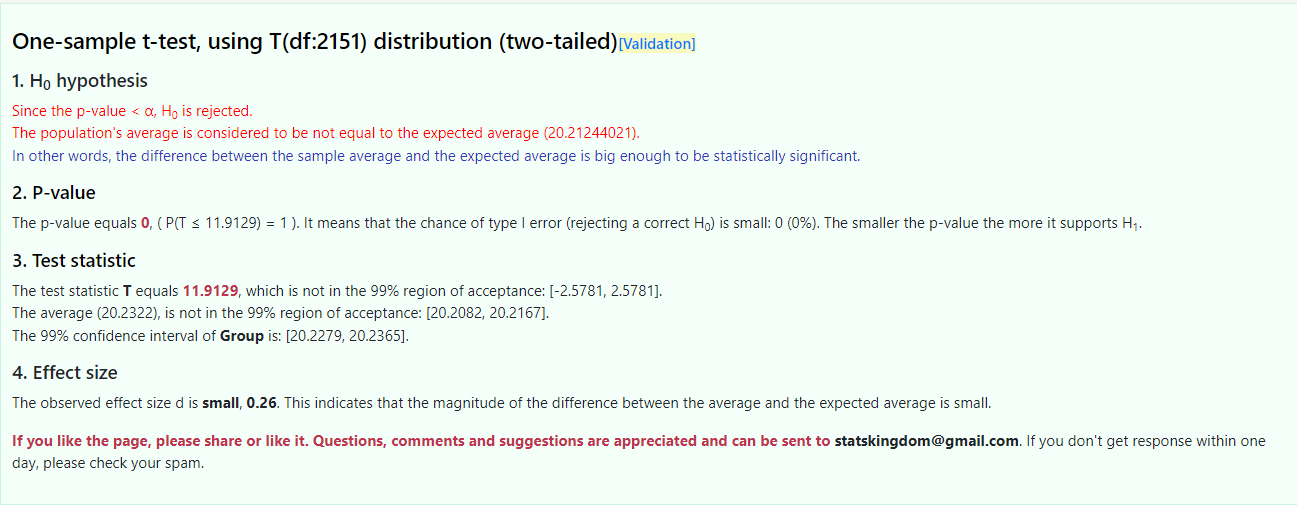 One-sample t-test, using T(df:2151) distribution (two-tailed)[Validation]
1. H₀ hypothesis
Since the p-value < α, H₀ is rejected.
The population's average is considered to be not equal to the expected average (20.21244021).
In other words, the difference between the sample average and the expected average is big enough to be statistically significant.
2. P-value
The p-value equals 0, ( P(T ≤ 11.9129) = 1 ). It means that the chance of type I error (rejecting a correct H₀) is small: 0 (0%). The smaller the p-value the more it supports H₁.
3. Test statistic
The test statistic T equals 11.9129, which is not in the 99% region of acceptance: [-2.5781, 2.5781].
The average (20.2322), is not in the 99% region of acceptance: [20.2082, 20.2167].
The 99% confidence interval of Group is: [20.2279, 20.2365].
4. Effect size
The observed effect size d is small, 0.26. This indicates that the magnitude of the difference between the average and the expected average is small.
If you like the page, please share or like it. Questions, comments and suggestions are appreciated and can be sent to statskingdom@gmail.com. If you don't get response within one
day, please check your spam.